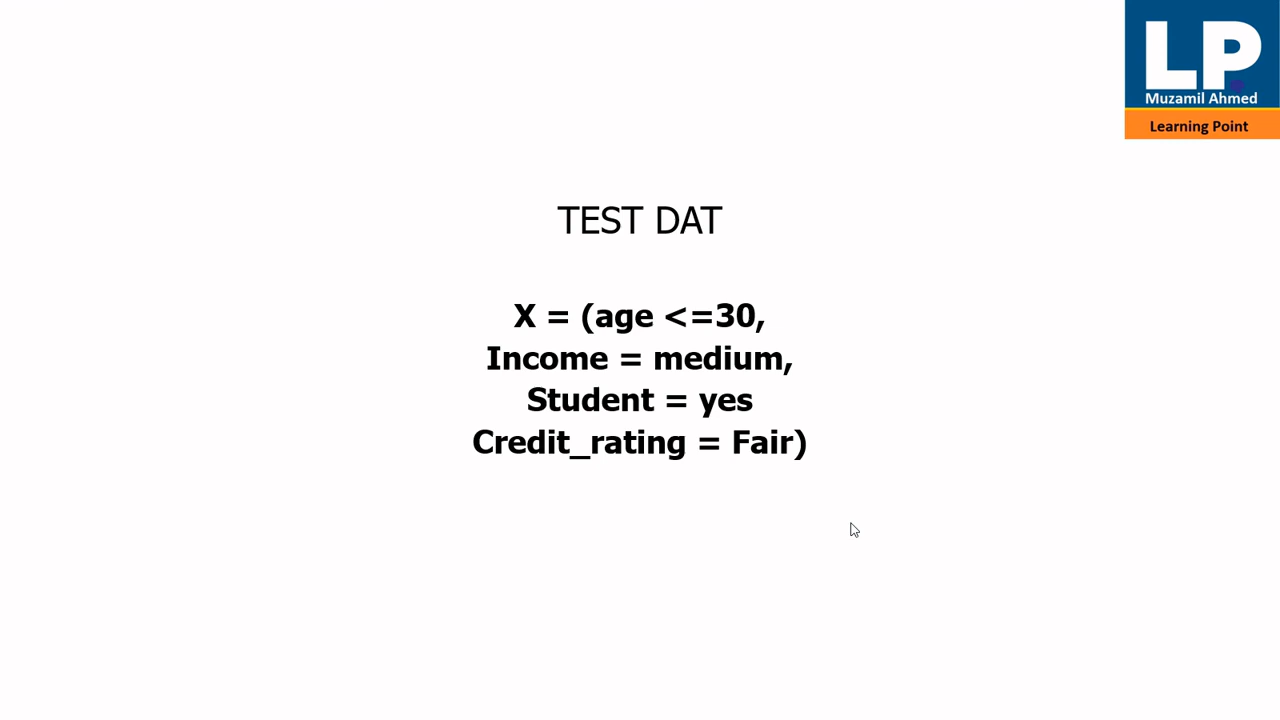 LP.
Muzamil Ahmed
Learning Point
TEST DAT
X = (age <=30,
Income = medium,
Student = yes
Credit_rating = Fair)